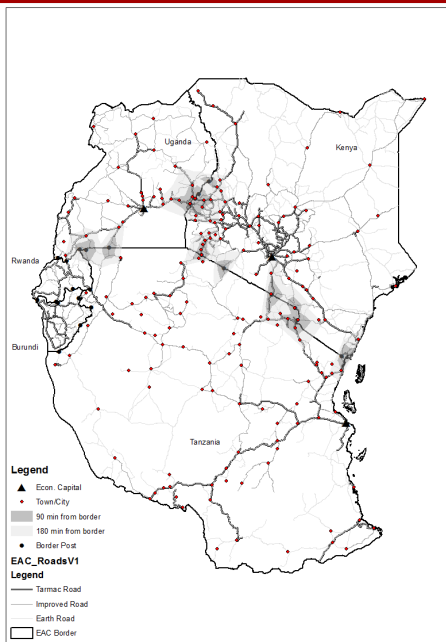 Uganda
Kenya
Rwanda
Burundi
Tanzania
Legend
Econ. Capital
Town/City
90 min from border
180 min from border
Border Post
EAC_RoadsV1
Legend
Tarmac Road
Improved Road
Earth Road
EAC Border